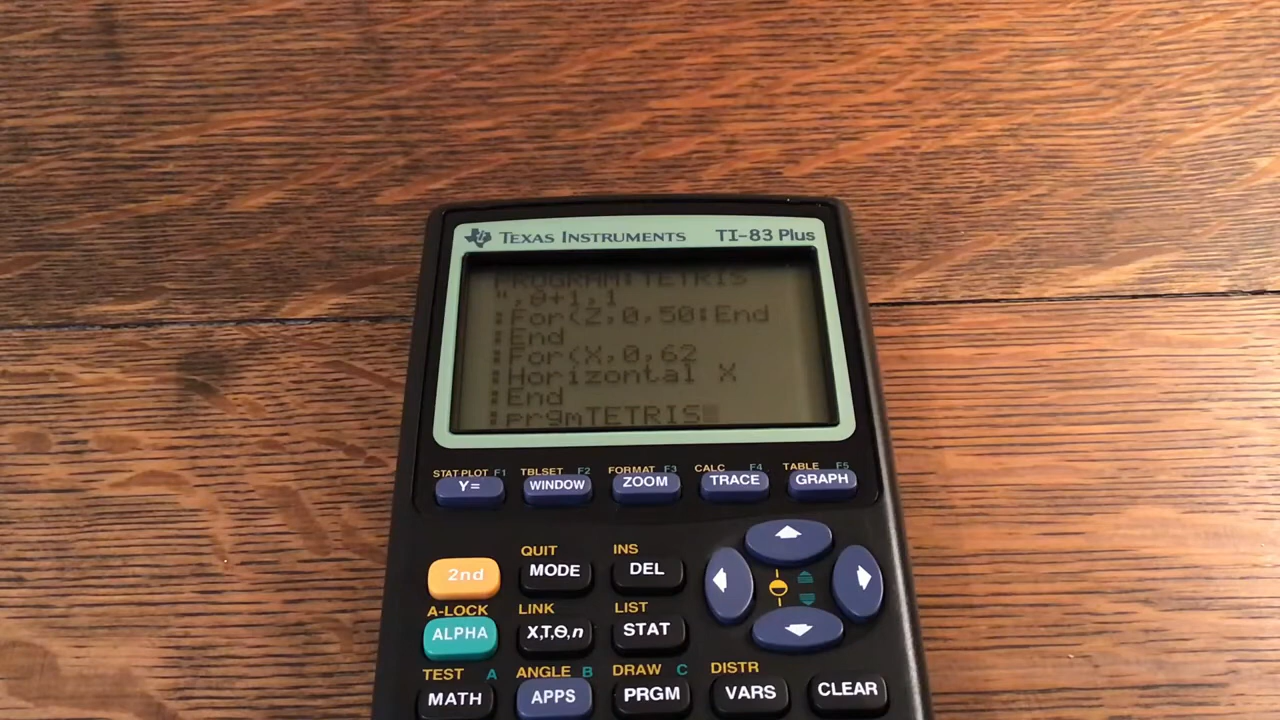 TEXAS INSTRUMENTS TI-83 Plus
PROGRAM:TETRIS
",θ+1,1
:For(Z,0,50:End
:End
:For(X,0,62
:Horizontal X
:End
:prgmTETRIS
STAT PLOT F1 TBLSET F2 FORMAT F3 CALC F4 TABLE F5
Y= WINDOW ZOOM TRACE GRAPH
QUIT INS
2nd MODE DEL
A-LOCK LINK LIST
ALPHA X,T,Θ,n STAT
TEST A ANGLE B DRAW C DISTR
MATH APPS PRGM VARS CLEAR